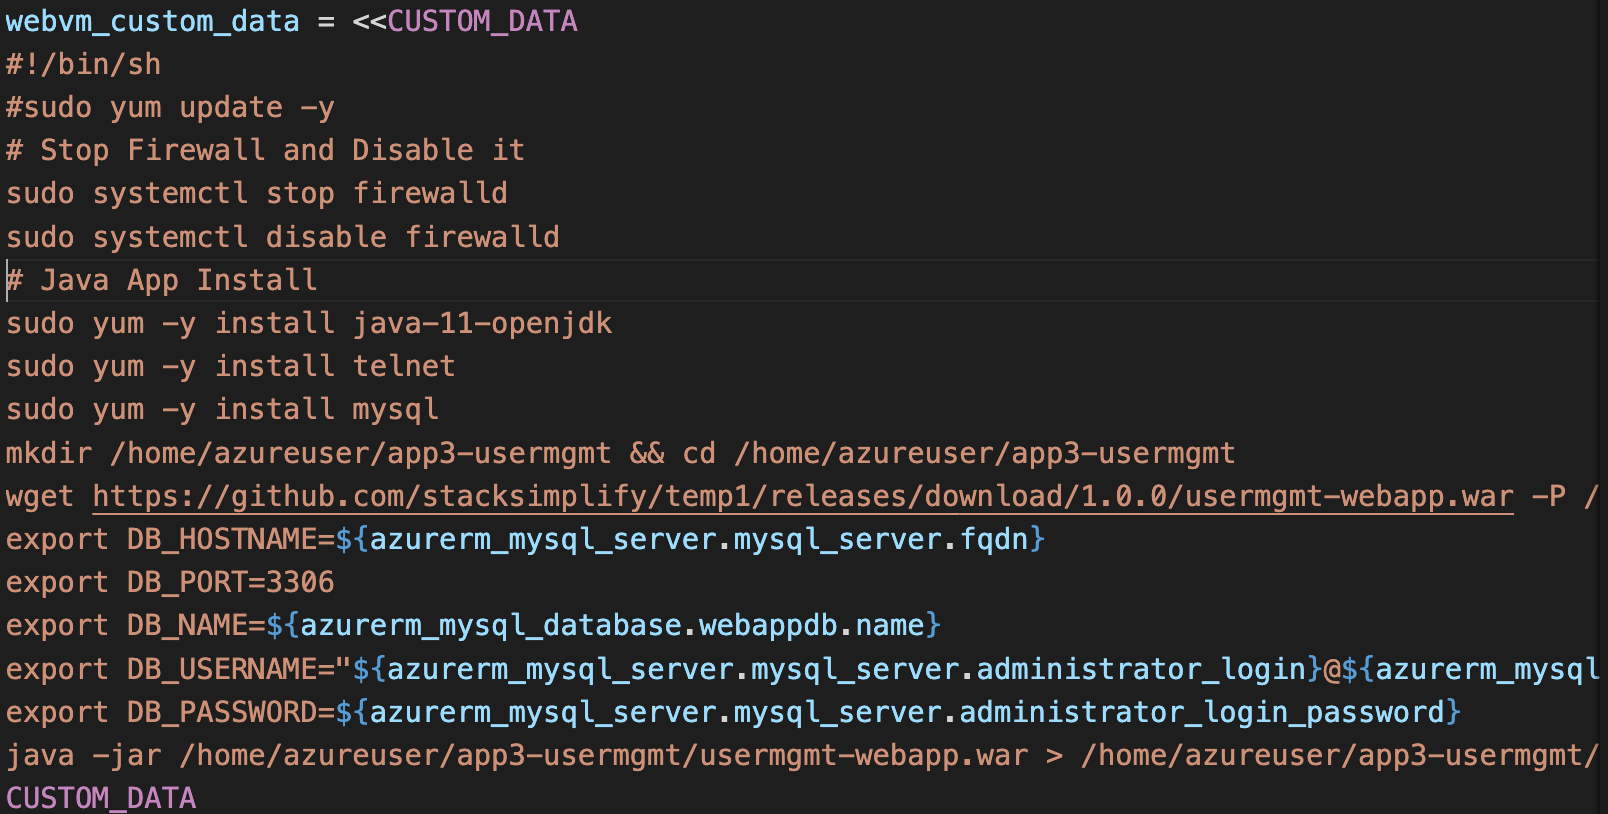 webvm_custom_data = <<CUSTOM_DATA
#!/bin/sh
#sudo yum update -y
# Stop Firewall and Disable it
sudo systemctl stop firewalld
sudo systemctl disable firewalld
# Java App Install
sudo yum -y install java-11-openjdk
sudo yum -y install telnet
sudo yum -y install mysql
mkdir /home/azureuser/app3-usermgmt && cd /home/azureuser/app3-usermgmt
wget https://github.com/stacksimplify/temp1/releases/download/1.0.0/usermgmt-webapp.war -P /
export DB_HOSTNAME=${azurerm_mysql_server.mysql_server.fqdn}
export DB_PORT=3306
export DB_NAME=${azurerm_mysql_database.webappdb.name}
export DB_USERNAME="${azurerm_mysql_server.mysql_server.administrator_login}@${azurerm_mysql
export DB_PASSWORD=${azurerm_mysql_server.mysql_server.administrator_login_password}
java -jar /home/azureuser/app3-usermgmt/usermgmt-webapp.war > /home/azureuser/app3-usermgmt/
CUSTOM_DATA